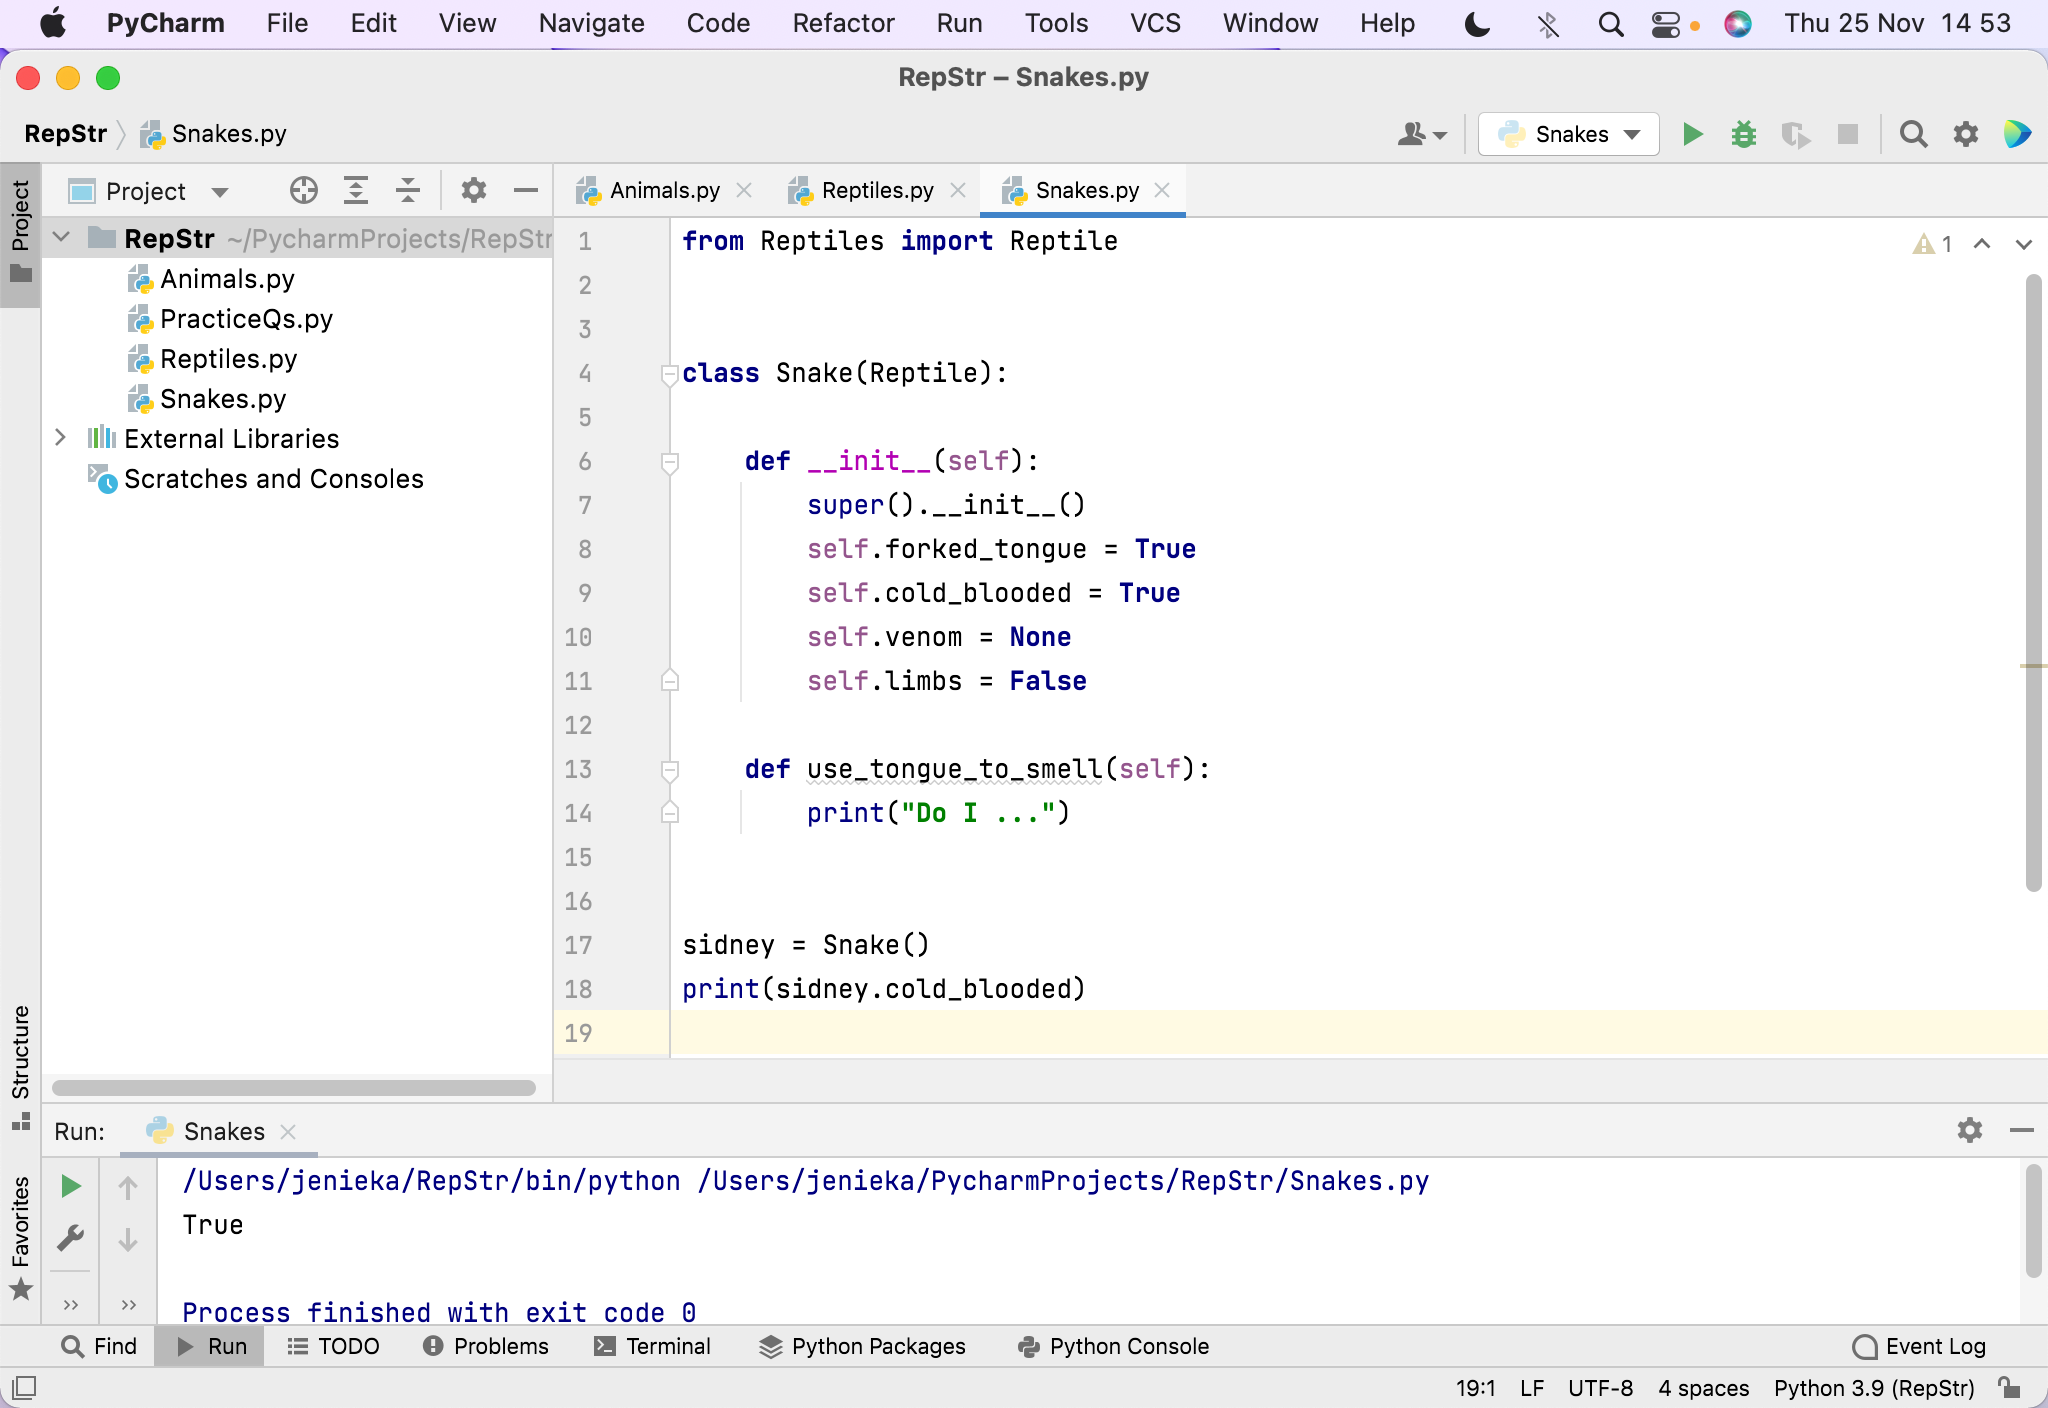 PyCharm File Edit View Navigate Code Refactor Run Tools VCS Window Help Thu 25 Nov 14 53
RepStr – Snakes.py
RepStr Snakes.py Snakes
Project Project Animals.py Reptiles.py Snakes.py
RepStr ~/PycharmProjects/RepStr
Animals.py
PracticeQs.py
Reptiles.py
Snakes.py
External Libraries
Scratches and Consoles
1 from Reptiles import Reptile 1
2
3
4 class Snake(Reptile):
5
6 def __init__(self):
7 super().__init__()
8 self.forked_tongue = True
9 self.cold_blooded = True
10 self.venom = None
11 self.limbs = False
12
13 def use_tongue_to_smell(self):
14 print("Do I ...")
15
16
17 sidney = Snake()
18 print(sidney.cold_blooded)
19
Structure
Favorites
Run: Snakes
/Users/jenieka/RepStr/bin/python /Users/jenieka/PycharmProjects/RepStr/Snakes.py
True
Process finished with exit code 0
Find Run TODO Problems Terminal Python Packages Python Console Event Log
19:1 LF UTF-8 4 spaces Python 3.9 (RepStr)